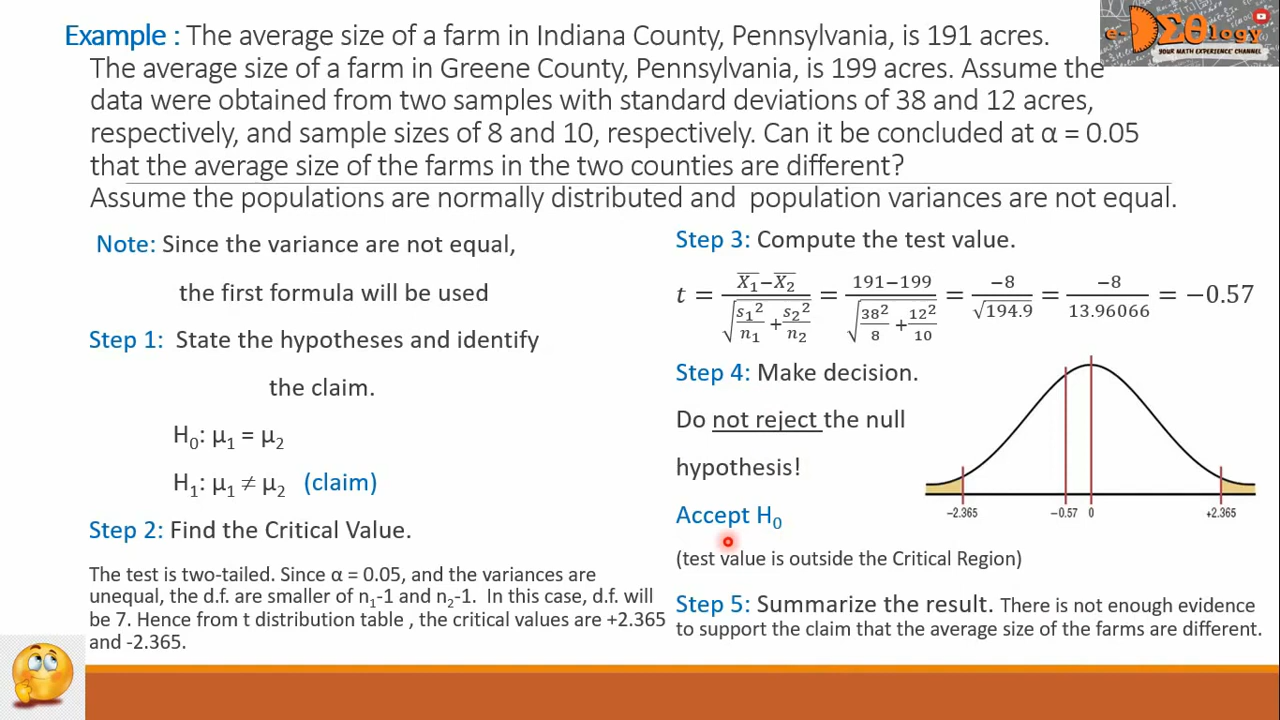 Example : The average size of a farm in Indiana County, Pennsylvania, is 191 acres.
The average size of a farm in Greene County, Pennsylvania, is 199 acres. Assume the
data were obtained from two samples with standard deviations of 38 and 12 acres,
respectively, and sample sizes of 8 and 10, respectively. Can it be concluded at α = 0.05
that the average size of the farms in the two counties are different?
Assume the populations are normally distributed and population variances are not equal.
e-ΣθlogY
YOUR MATH EXPERIENCE CHANNEL
Note: Since the variance are not equal,
the first formula will be used
Step 1: State the hypotheses and identify
the claim.
H₀: µ₁ = µ₂
H₁: µ₁ ≠ µ₂ (claim)
Step 2: Find the Critical Value.
The test is two-tailed. Since α = 0.05, and the variances are
unequal, the d.f. are smaller of n₁-1 and n₂-1. In this case, d.f. will
be 7. Hence from t distribution table , the critical values are +2.365
and -2.365.
Step 3: Compute the test value.
t = (X̅₁−X̅₂)/√(s₁²/n₁ + s₂²/n₂) = (191−199)/√(38²/8 + 12²/10) = −8/√194.9 = −8/13.96066 = −0.57
Step 4: Make decision.
Do not reject the null
hypothesis!
Accept H₀
(test value is outside the Critical Region)
−2.365 −0.57 0 +2.365
Step 5: Summarize the result. There is not enough evidence
to support the claim that the average size of the farms are different.